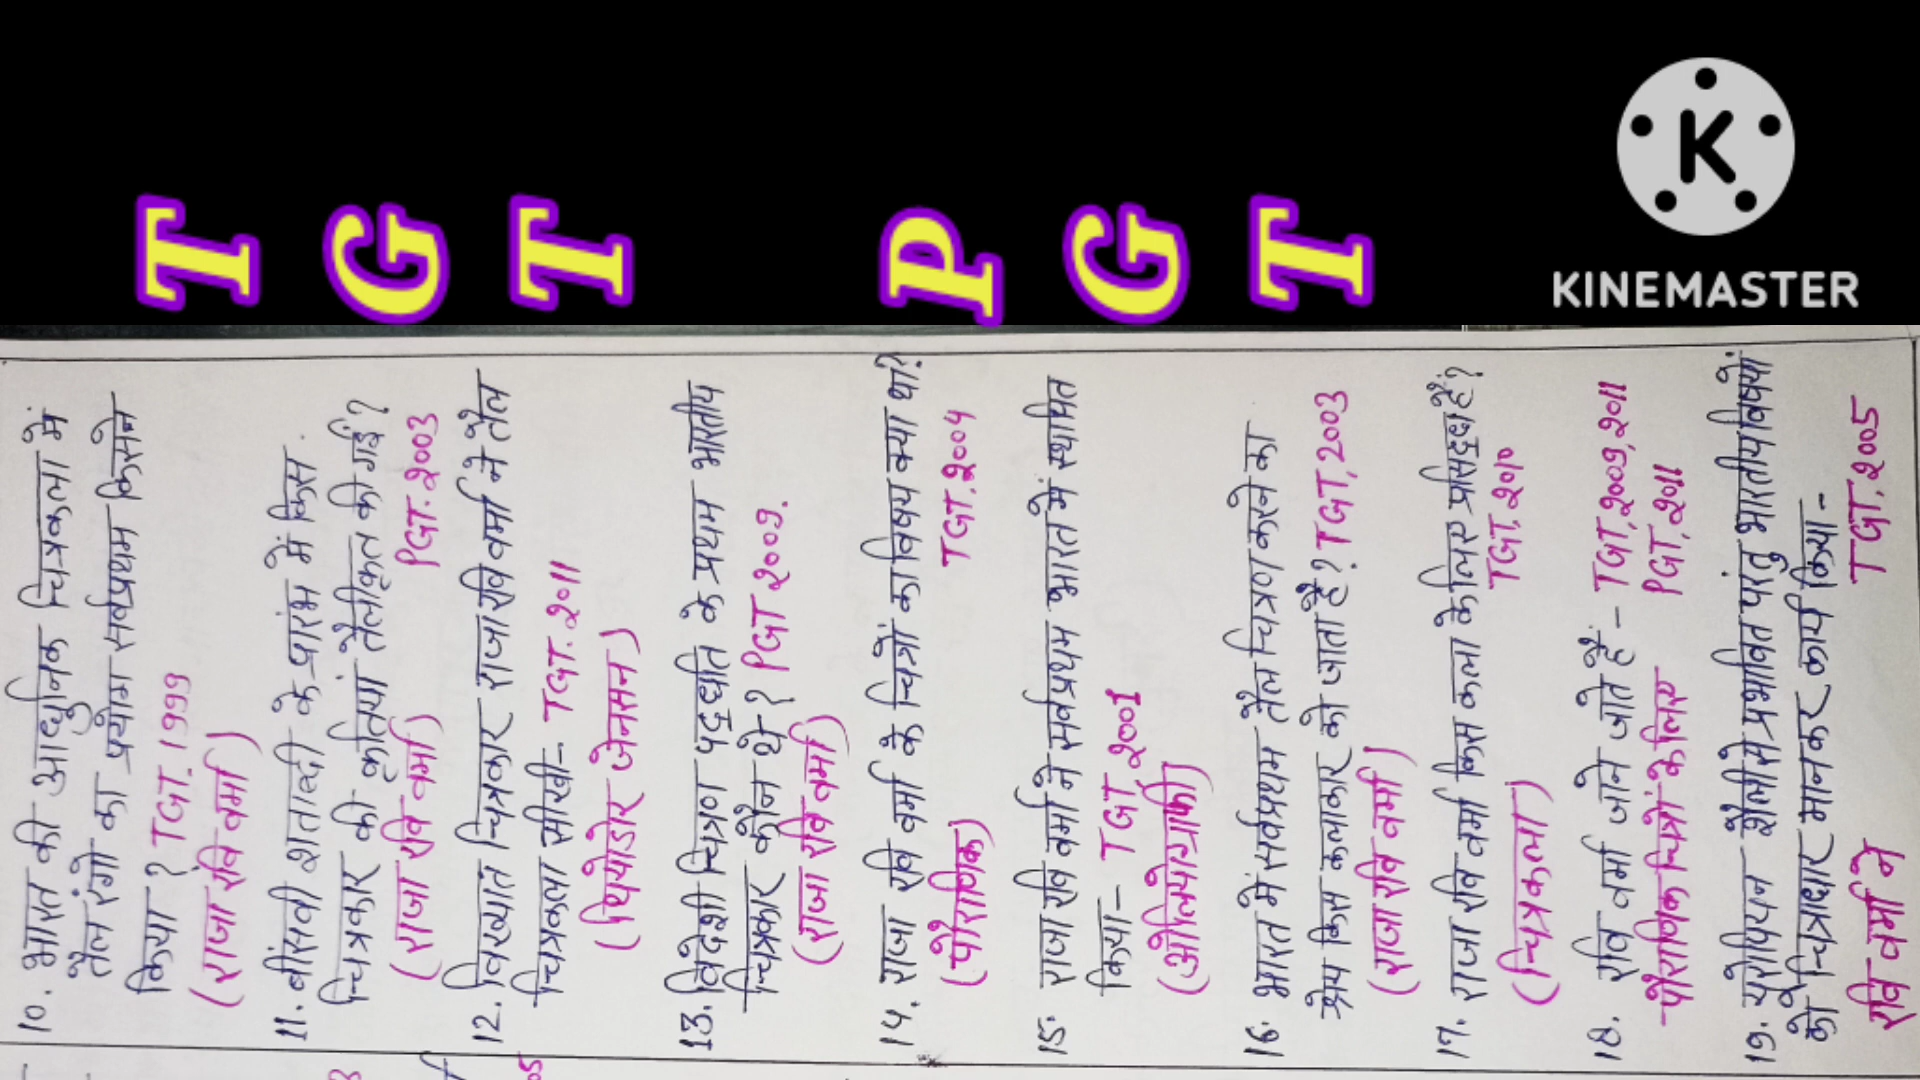 TGT PGT
KINEMASTER
10. भारत की आधुनिक चित्रकला में
तेल रंगो का प्रयोग सर्वप्रथम किसने
किया ? TGT. 1999
(राजा रवि वर्मा)
11. बीसवी शताब्दी के प्रारंभ में किस
चित्रकार की कृतियां तैलीकृत की गई ?
(राजा रवि वर्मा) PGT. 2003
12. विख्यात चित्रकार राजा रवि वर्मा ने तैल
चित्रकला सीखी- TGT. 2011
(थियोडोर जेनसन)
13. विदेशी चित्रण पद्धति के प्रथम भारतीय
चित्रकार कौन थे ? PGT 2009.
(राजा रवि वर्मा)
14. राजा रवि वर्मा के चित्रों का विषय क्या था?
(पौराणिक) TGT. 2004
15. राजा रवि वर्मा ने सर्वप्रथम भारत में स्थापित
किया- TGT, 2001
(ओलियोग्राफी)
16. भारत में सर्वप्रथम तैल चित्रण करने का
श्रेय किस कलाकार को जाता है ? TGT, 2003
(राजा रवि वर्मा)
17. राजा रवि वर्मा किस कला के लिए प्रसिद्ध हैं ?
(चित्रकला) TGT, 2010
18. रवि वर्मा जाने जाते हैं - TGT, 2009, 2011
-पौराणिक चित्रों के लिए PGT, 2011
19. यूरोपियन शैली से प्रभावित परंतु भारतीय विषयो
को चित्राधार मानकर कार्य किया -
रवि वर्मा ने TGT. 2005